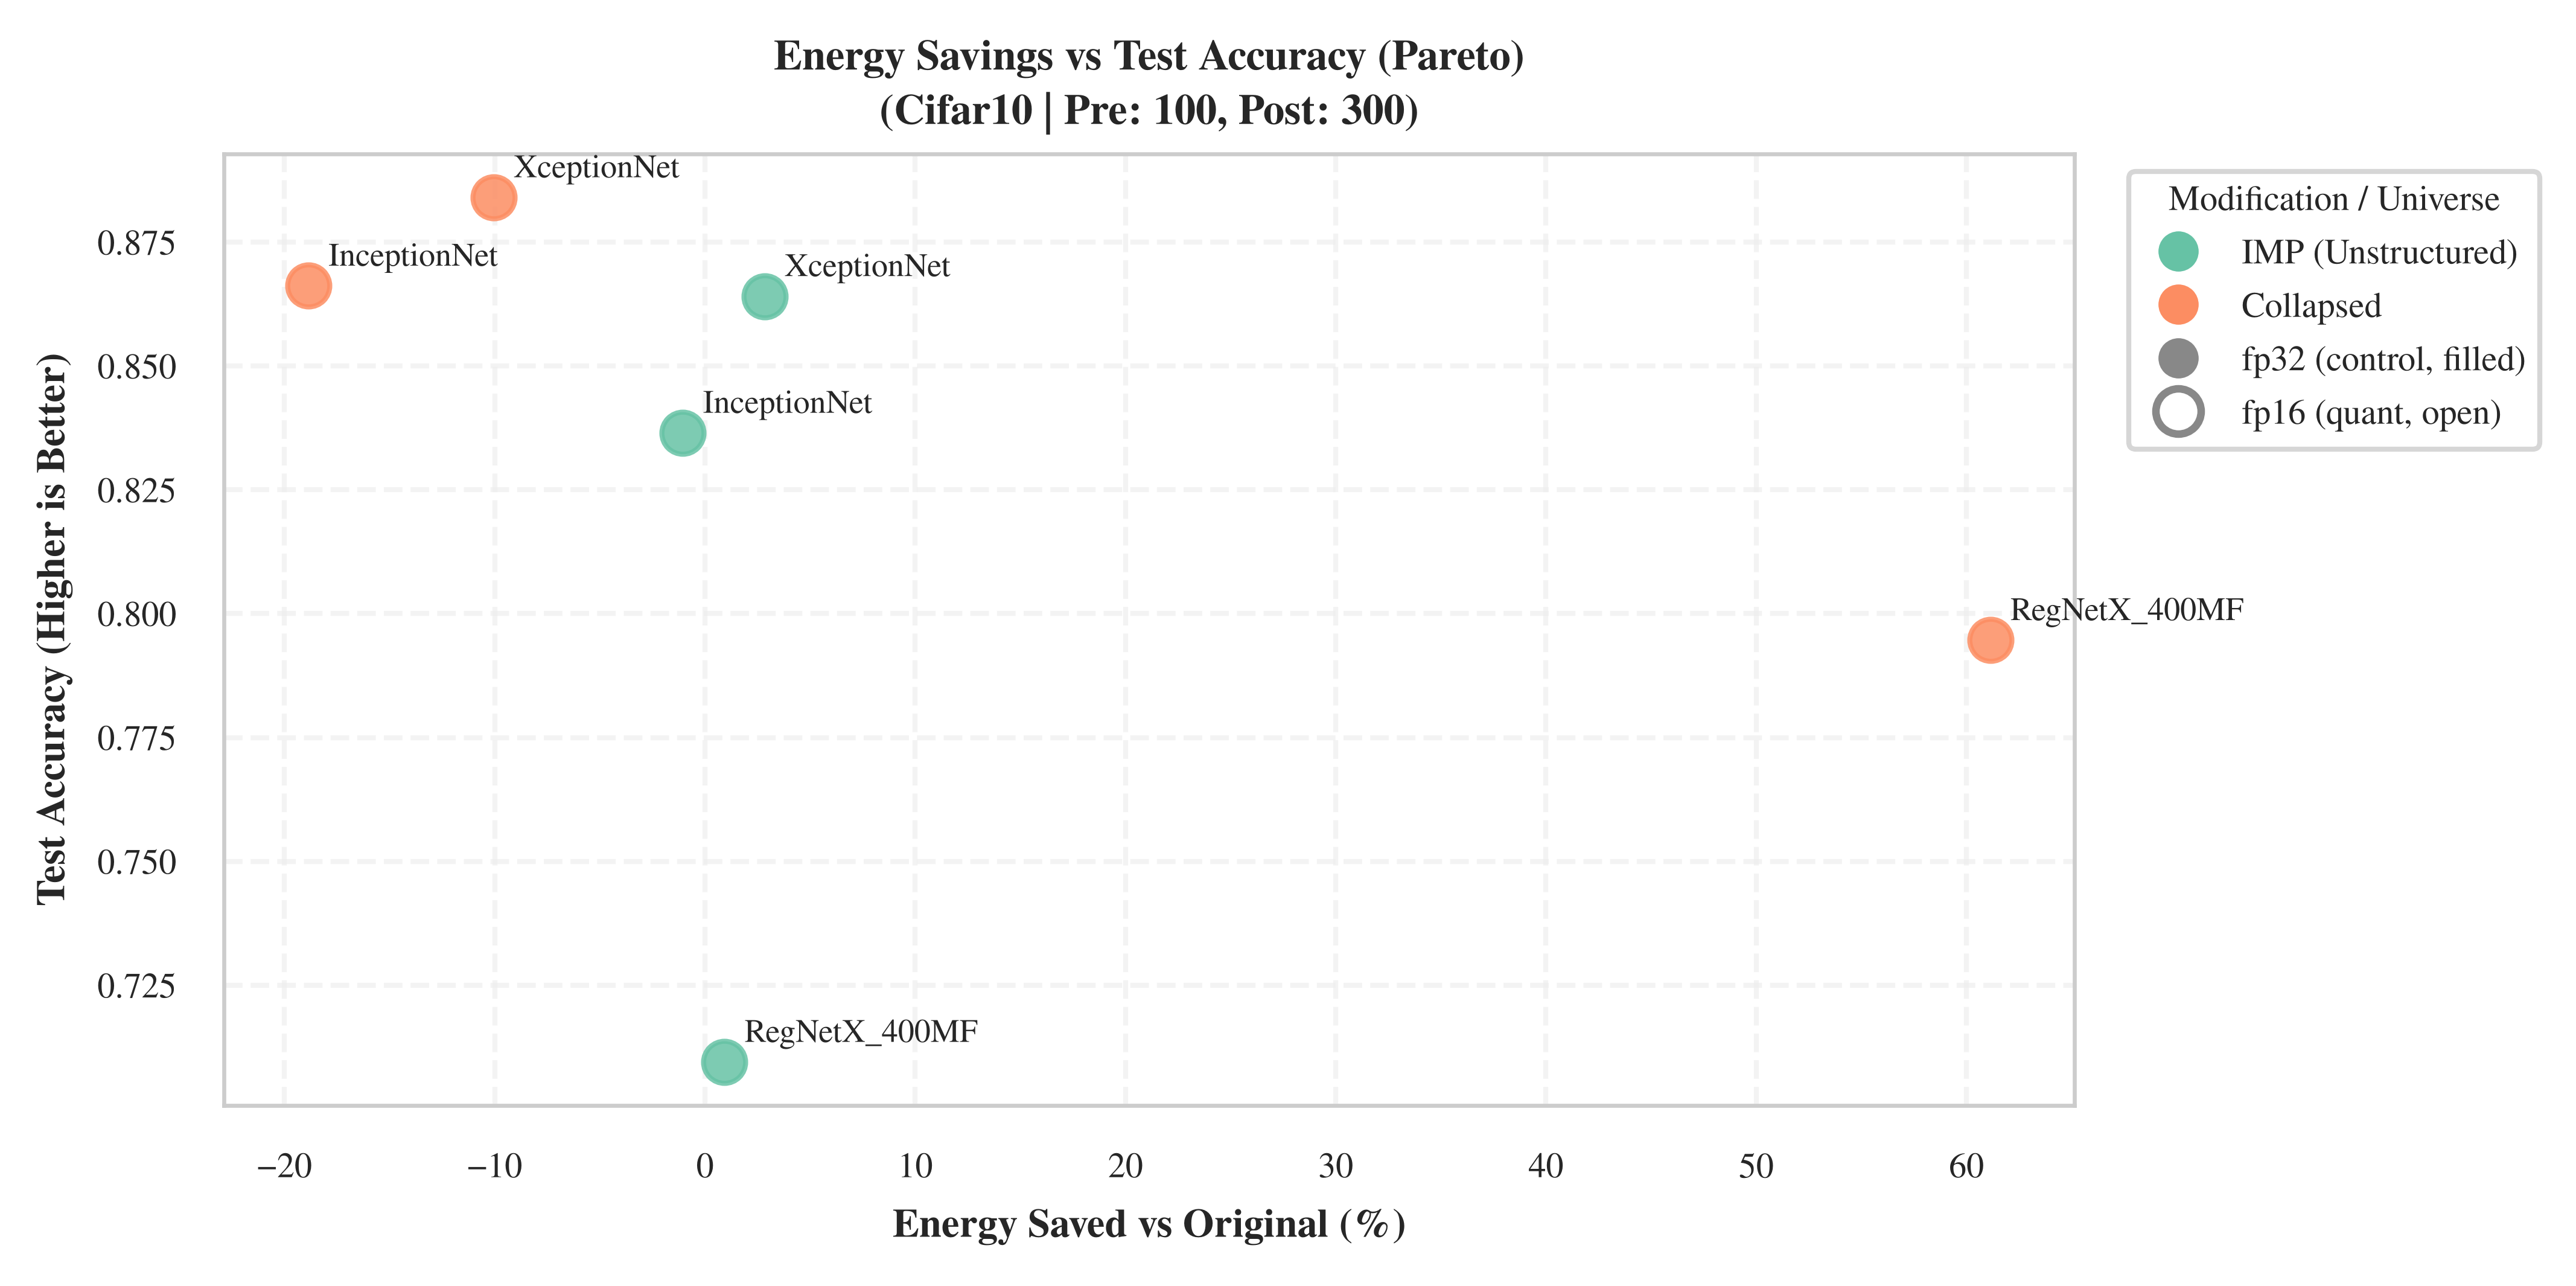 Energy Savings vs Test Accuracy (Pareto)
(Cifar10 | Pre: 100, Post: 300)
Test Accuracy (Higher is Better)
0.875
0.850
0.825
0.800
0.775
0.750
0.725
XceptionNet
InceptionNet
XceptionNet
InceptionNet
RegNetX_400MF
RegNetX_400MF
−20
−10
0
10
20
30
40
50
60
Energy Saved vs Original (%)
Modification / Universe
IMP (Unstructured)
Collapsed
fp32 (control, filled)
fp16 (quant, open)